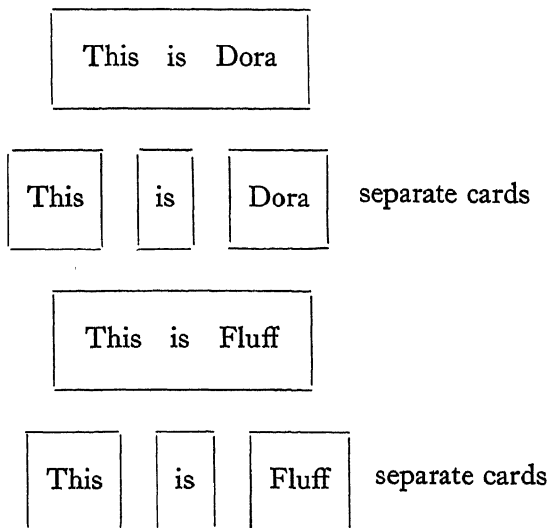 This is Dora
This is Dora separate cards
This is Fluff
This is Fluff separate cards